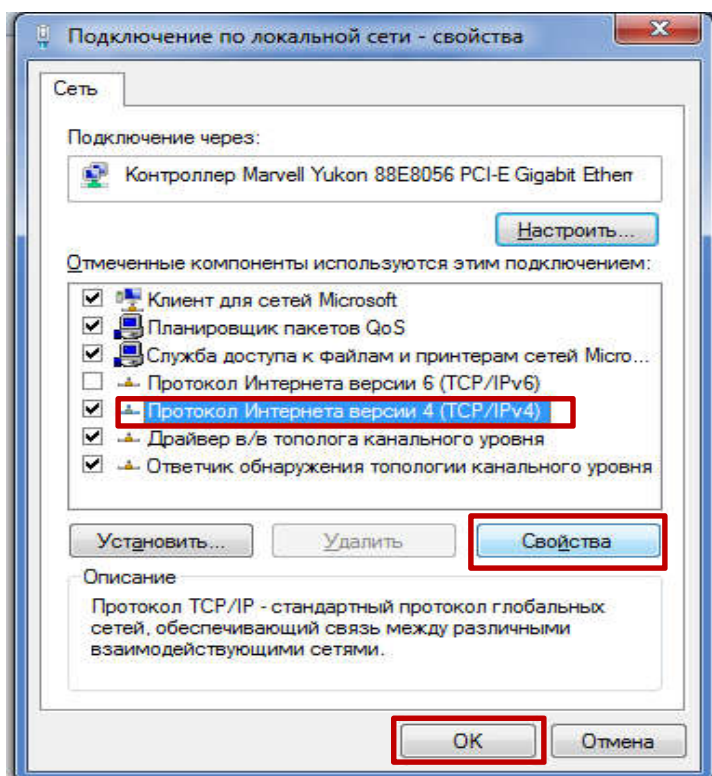 Подключение по локальной сети - свойства
Сеть
Подключение через:
Контроллер Marvell Yukon 88E8056 PCI-E Gigabit Ethern
Настроить...
Отмеченные компоненты используются этим подключением:
Клиент для сетей Microsoft
Планировщик пакетов QoS
Служба доступа к файлам и принтерам сетей Micro...
Протокол Интернета версии 6 (TCP/IPv6)
Протокол Интернета версии 4 (TCP/IPv4)
Драйвер в/в тополога канального уровня
Ответчик обнаружения топологии канального уровня
Установить...
Удалить
Свойства
Описание
Протокол TCP/IP - стандартный протокол глобальных
сетей, обеспечивающий связь между различными
взаимодействующими сетями.
OK
Отмена